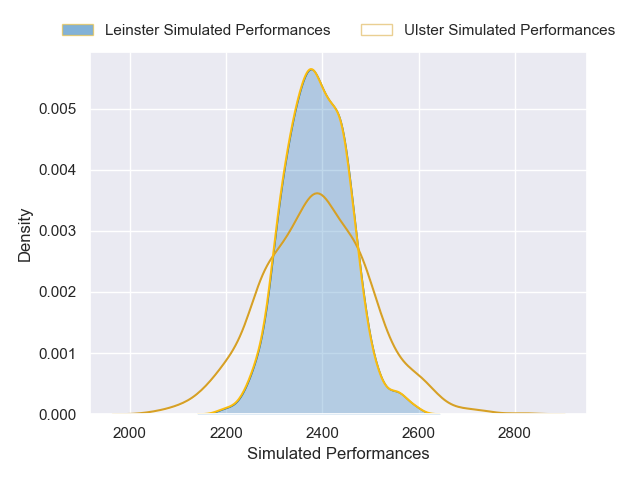 Leinster Simulated Performances
Ulster Simulated Performances
0.005
0.004
0.003
0.002
0.001
0.000
Density
2000
2200
2400
2600
2800
Simulated Performances